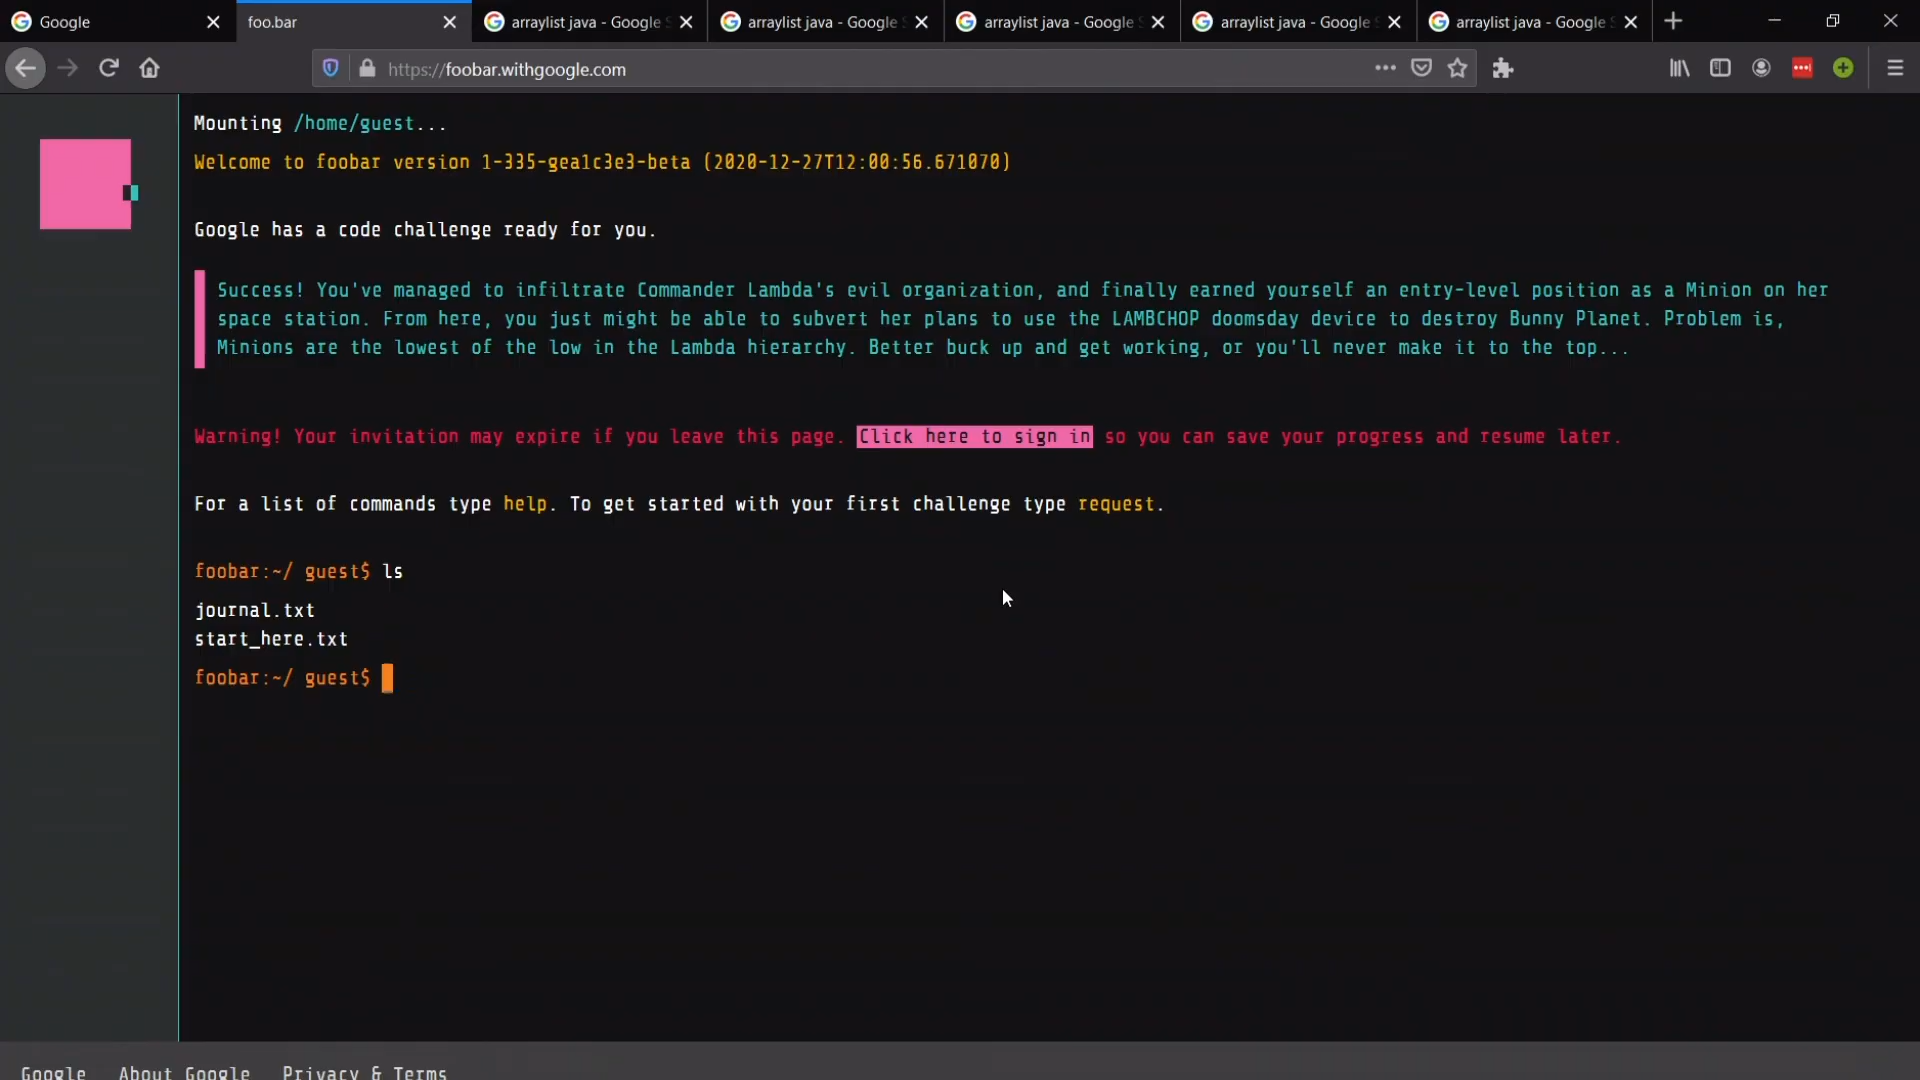 Google
foo.bar
arraylist java - Google S
arraylist java - Google S
arraylist java - Google S
arraylist java - Google S
arraylist java - Google S
https://foobar.withgoogle.com
Mounting /home/guest...
Welcome to foobar version 1-335-gea1c3e3-beta (2020-12-27T12:00:56.671070)
Google has a code challenge ready for you.
Success! You've managed to infiltrate Commander Lambda's evil organization, and finally earned yourself an entry-level position as a Minion on her
space station. From here, you just might be able to subvert her plans to use the LAMBCHOP doomsday device to destroy Bunny Planet. Problem is,
Minions are the lowest of the low in the Lambda hierarchy. Better buck up and get working, or you'll never make it to the top...
Warning! Your invitation may expire if you leave this page. Click here to sign in so you can save your progress and resume later.
For a list of commands type help. To get started with your first challenge type request.
foobar:~/ guest$ ls
journal.txt
start_here.txt
foobar:~/ guest$
Google About Google Privacy & Terms